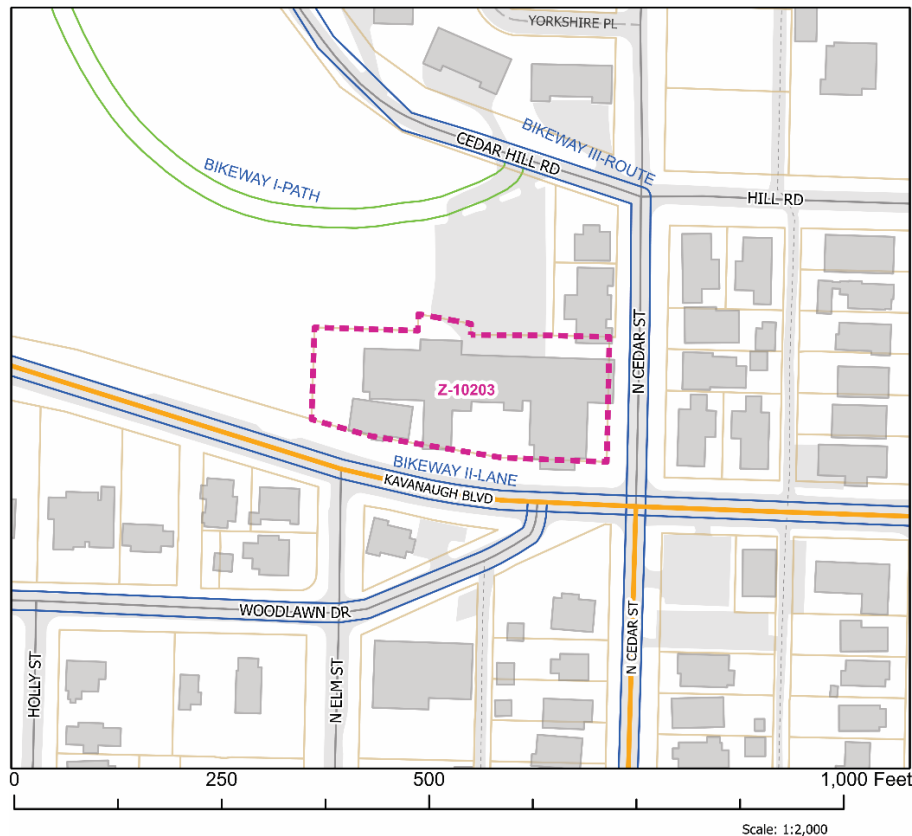 YORKSHIRE PL
BIKEWAY III-ROUTE
CEDAR HILL RD
BIKEWAY I-PATH
HILL RD
N CEDAR ST
Z-10203
BIKEWAY II-LANE
KAVANAUGH BLVD
WOODLAWN DR
N CEDAR ST
HOLLY ST
N ELM ST
0 250 500 1,000 Feet
Scale: 1:2,000